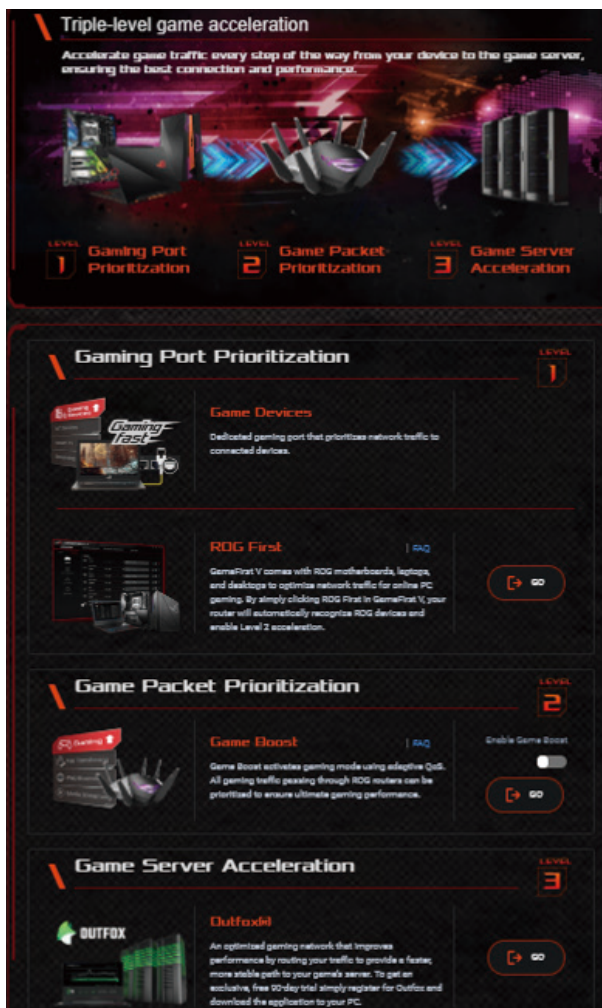 Triple-level game acceleration
Accelerate game traffic every step of the way from your device to the game server,
ensuring the best connection and performance.
LEVEL
1
Gaming Port
Prioritization
LEVEL
2
Game Packet
Prioritization
LEVEL
3
Game Server
Acceleration
Gaming Port Prioritization
LEVEL
1
Gaming
Gaming
fast
Game Devices
Dedicated gaming port that prioritizes network traffic to
connected devices.
ROG First
| FAQ
GameFirst V comes with ROG motherboards, laptops,
and desktops to optimize network traffic for online PC
gaming. By simply clicking ROG First in GameFirst V, your
router will automatically recognize ROG devices and
enable Level 2 acceleration.
GO
Game Packet Prioritization
LEVEL
2
Gaming
Game Boost
| FAQ
Enable Game Boost
Game Boost activates gaming mode using adaptive QoS.
All gaming traffic passing through ROG routers can be
prioritized to ensure ultimate gaming performance.
GO
Game Server Acceleration
LEVEL
3
OUTFOX
Outfox
An optimized gaming network that improves
performance by routing your traffic to provide a faster,
more stable path to your game's server. To get an
exclusive, free 90-day trial simply register for Outfox and
download the application to your PC.
GO